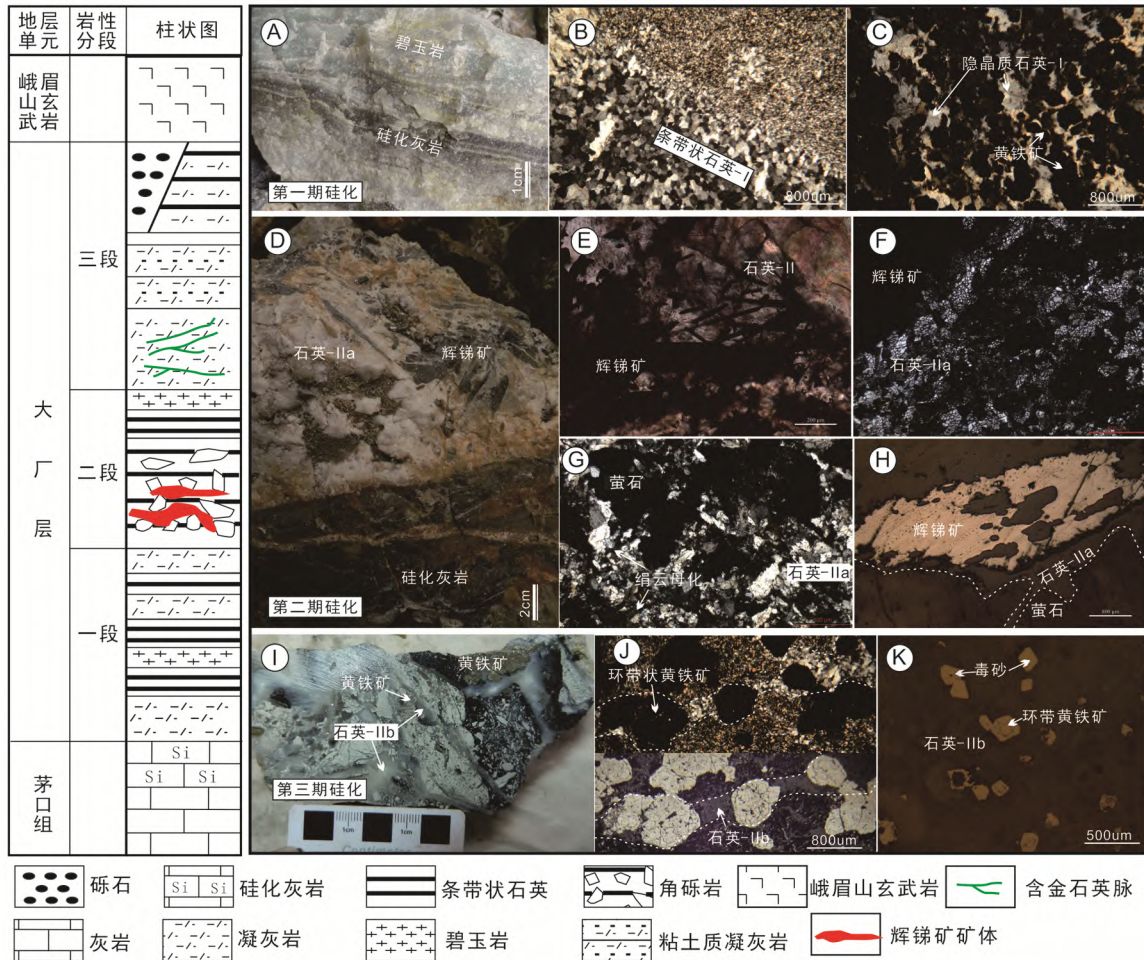 地层
单元
岩性
分段
柱状图
峨眉
山玄
武岩
三段
大
厂
层
二段
一段
茅
口
组
Si
Si
Si
A
碧玉岩
硅化灰岩
第一期硅化
1cm
B
条带状石英-I
800um
C
隐晶质石英-I
黄铁矿
800um
D
石英-IIa
辉锑矿
硅化灰岩
第二期硅化
2cm
E
石英-II
辉锑矿
F
辉锑矿
石英-IIa
G
萤石
石英-IIa
绢云母化
H
辉锑矿
石英-IIa
萤石
I
黄铁矿
黄铁矿
石英-IIb
第三期硅化
1cm
1cm
Centimeter
J
环带状黄铁矿
石英-IIb
800um
K
毒砂
环带黄铁矿
石英-IIb
500um
砾石
Si
Si
Si
硅化灰岩
条带状石英
角砾岩
峨眉山玄武岩
含金石英脉
灰岩
凝灰岩
碧玉岩
粘土质凝灰岩
辉锑矿矿体